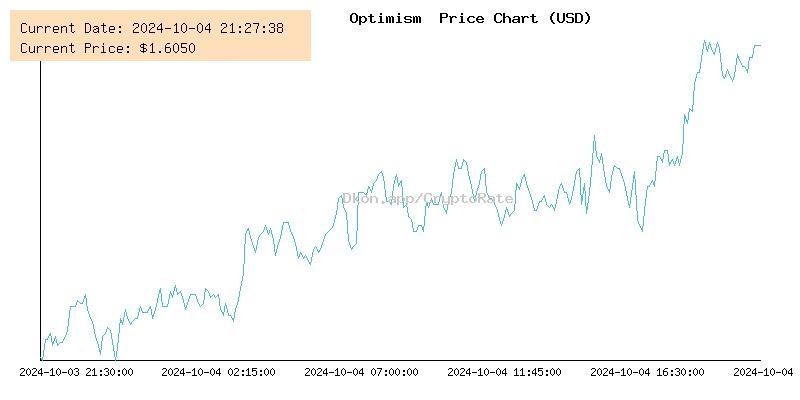 Optimism Price Chart (USD)
Current Date: 2024-10-04 21:27:38
Current Price: $1.6050
Dkon.app/CryptoRate
2024-10-03 21:30:00 2024-10-04 02:15:00 2024-10-04 07:00:00 2024-10-04 11:45:00 2024-10-04 16:30:00 2024-10-04